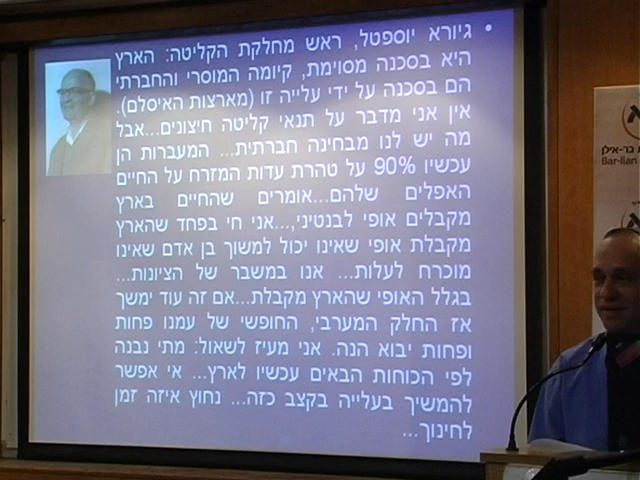 • גיורא יוספטל, ראש מחלקת הקליטה: הארץ
היא בסכנה מסוימת, קיומה המוסרי והחברתי
הם בסכנה על ידי עלייה זו (מארצות האיסלם).
אין אני מדבר על תנאי קליטה חיצונים...אבל
מה יש לנו מבחינה חברתית... המעברות הן
עכשיו 90% על טהרת עדות המזרח על החיים
האפלים שלהם...אומרים שהחיים בארץ
מקבלים אופי לבנטיני,...אני חי בפחד שהארץ
מקבלת אופי שאינו יכול למשוך בן אדם שאינו
מוכרח לעלות... אנו במשבר של הציונות...
בגלל האופי שהארץ מקבלת...אם זה עוד ימשך
אז החלק המערבי, החופשי של עמנו פחות
ופחות יבוא הנה. אני מעיז לשאול: מתי נבנה
לפי הכוחות הבאים עכשיו לארץ... אי אפשר
להמשיך בעלייה בקצב כזה... נחוץ איזה זמן
לחינוך...
בר-אילן
Bar-Ilan